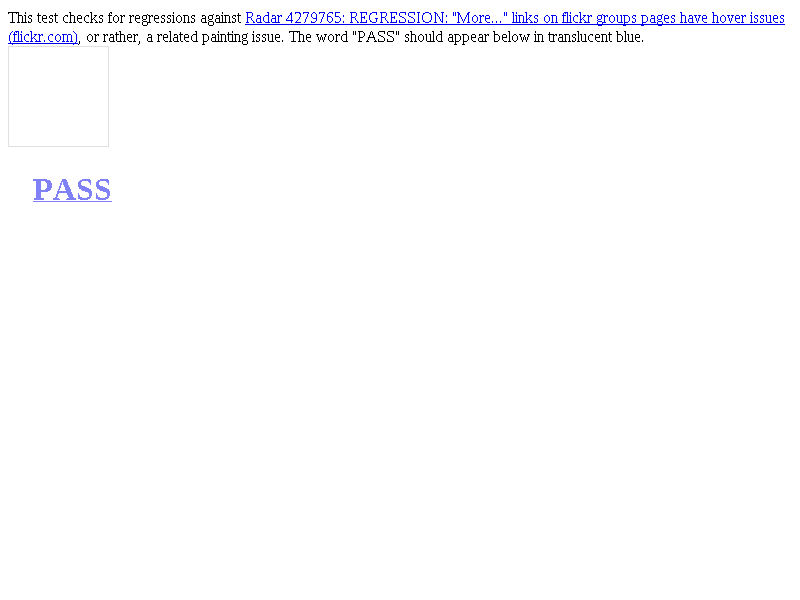 This test checks for regressions against Radar 4279765: REGRESSION: "More..." links on flickr groups pages have hover issues
(flickr.com), or rather, a related painting issue. The word "PASS" should appear below in translucent blue.
PASS